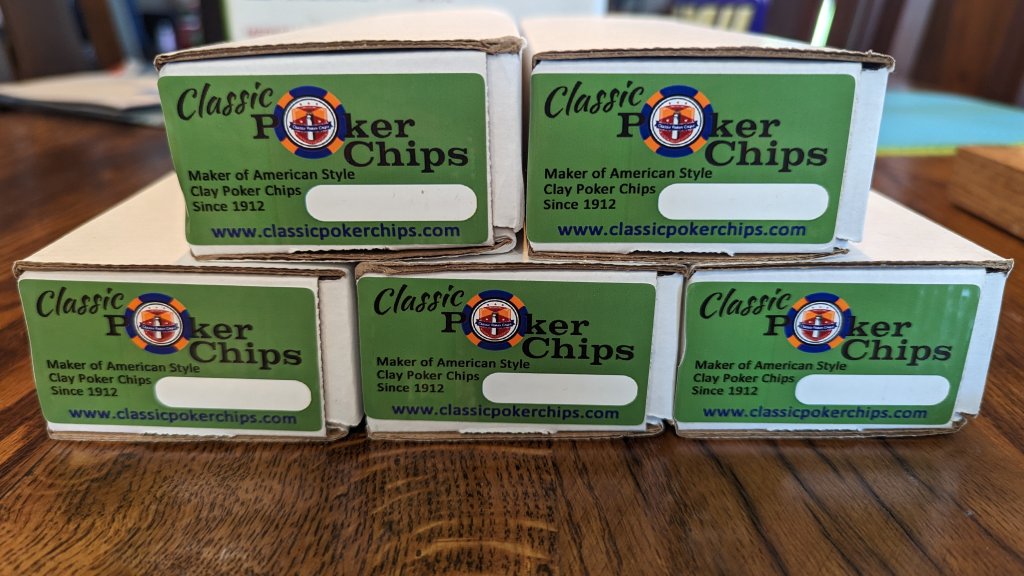 Classic
Poker
Chips
Maker of American Style
Clay Poker Chips
Since 1912
www.classicpokerchips.com
Classic
Poker
Chips
Maker of American Style
Clay Poker Chips
Since 1912
www.classicpokerchips.com
Classic
Poker
Chips
Maker of American Style
Clay Poker Chips
Since 1912
www.classicpokerchips.com
Classic
Poker
Chips
Maker of American Style
Clay Poker Chips
Since 1912
www.classicpokerchips.com
Classic
Poker
Chips
Maker of American Style
Clay Poker Chips
Since 1912
www.classicpokerchips.com